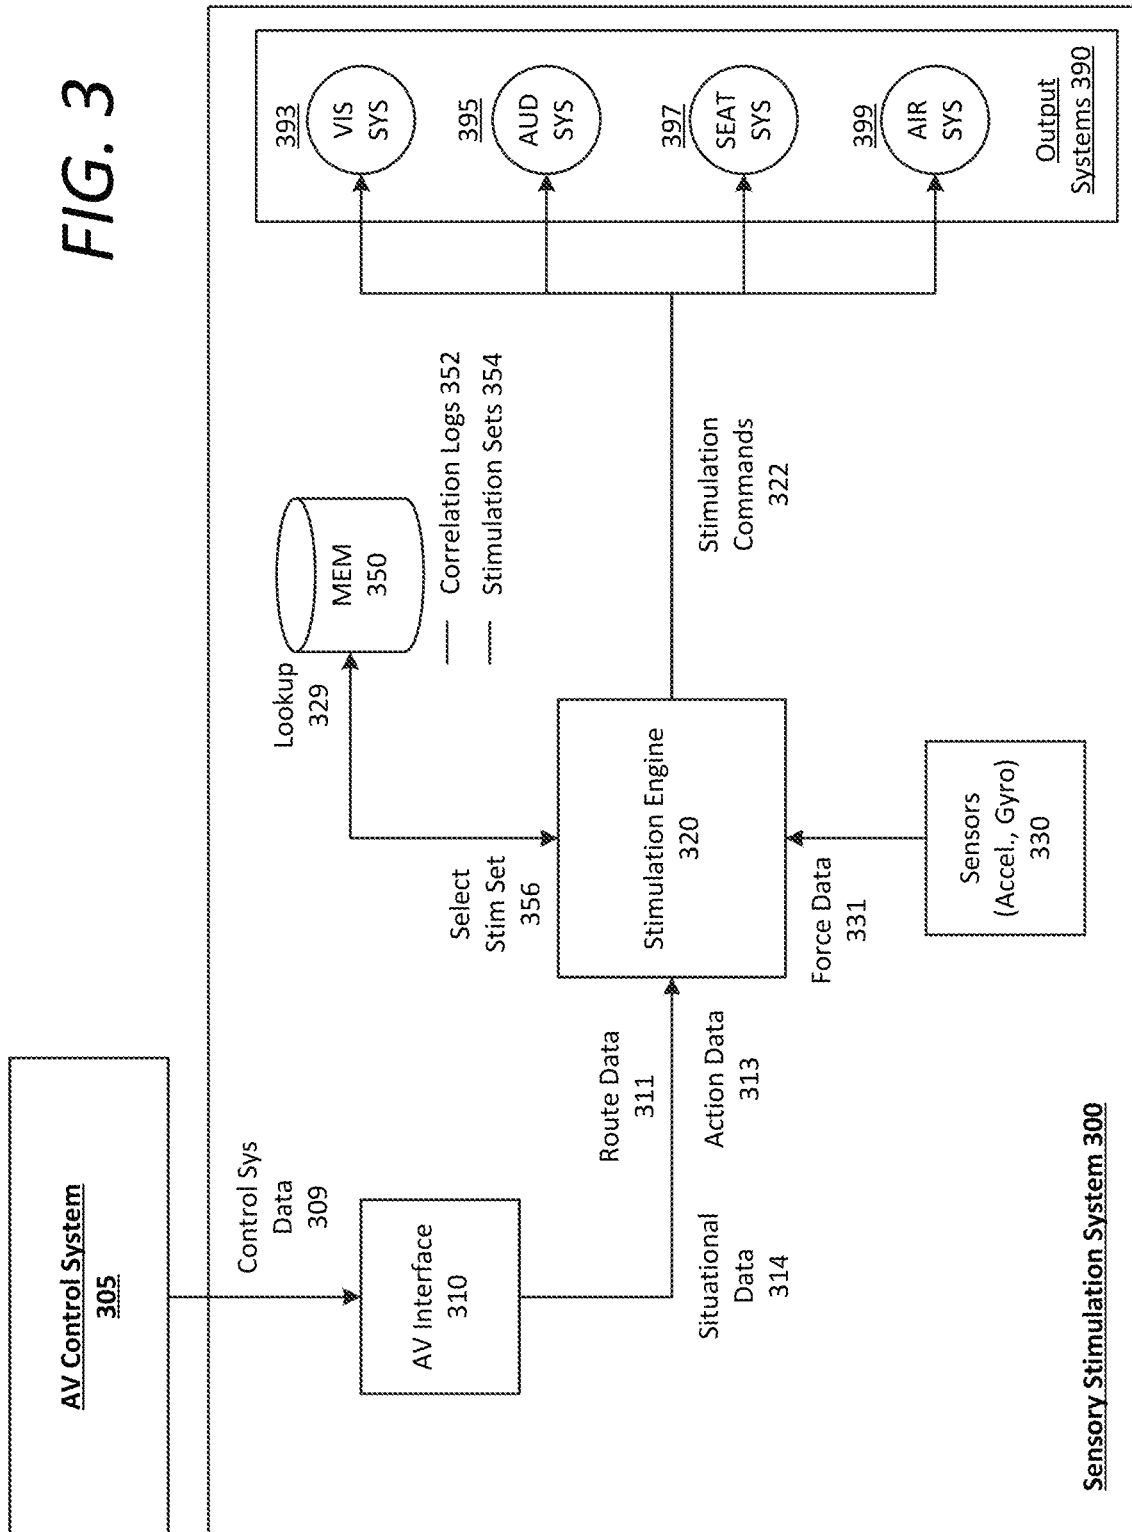 FIG. 3
AV Control System
305
Control Sys
Data
309
AV Interface
310
Route Data
311
Action Data
313
Situational
Data
314
Select
Stim Set
356
Lookup
329
MEM
350
Correlation Logs 352
Stimulation Sets 354
Stimulation Engine
320
Force Data
331
Sensors
(Accel., Gyro)
330
Stimulation
Commands
322
393
VIS
SYS
395
AUD
SYS
397
SEAT
SYS
399
AIR
SYS
Output
Systems 390
Sensory Stimulation System 300